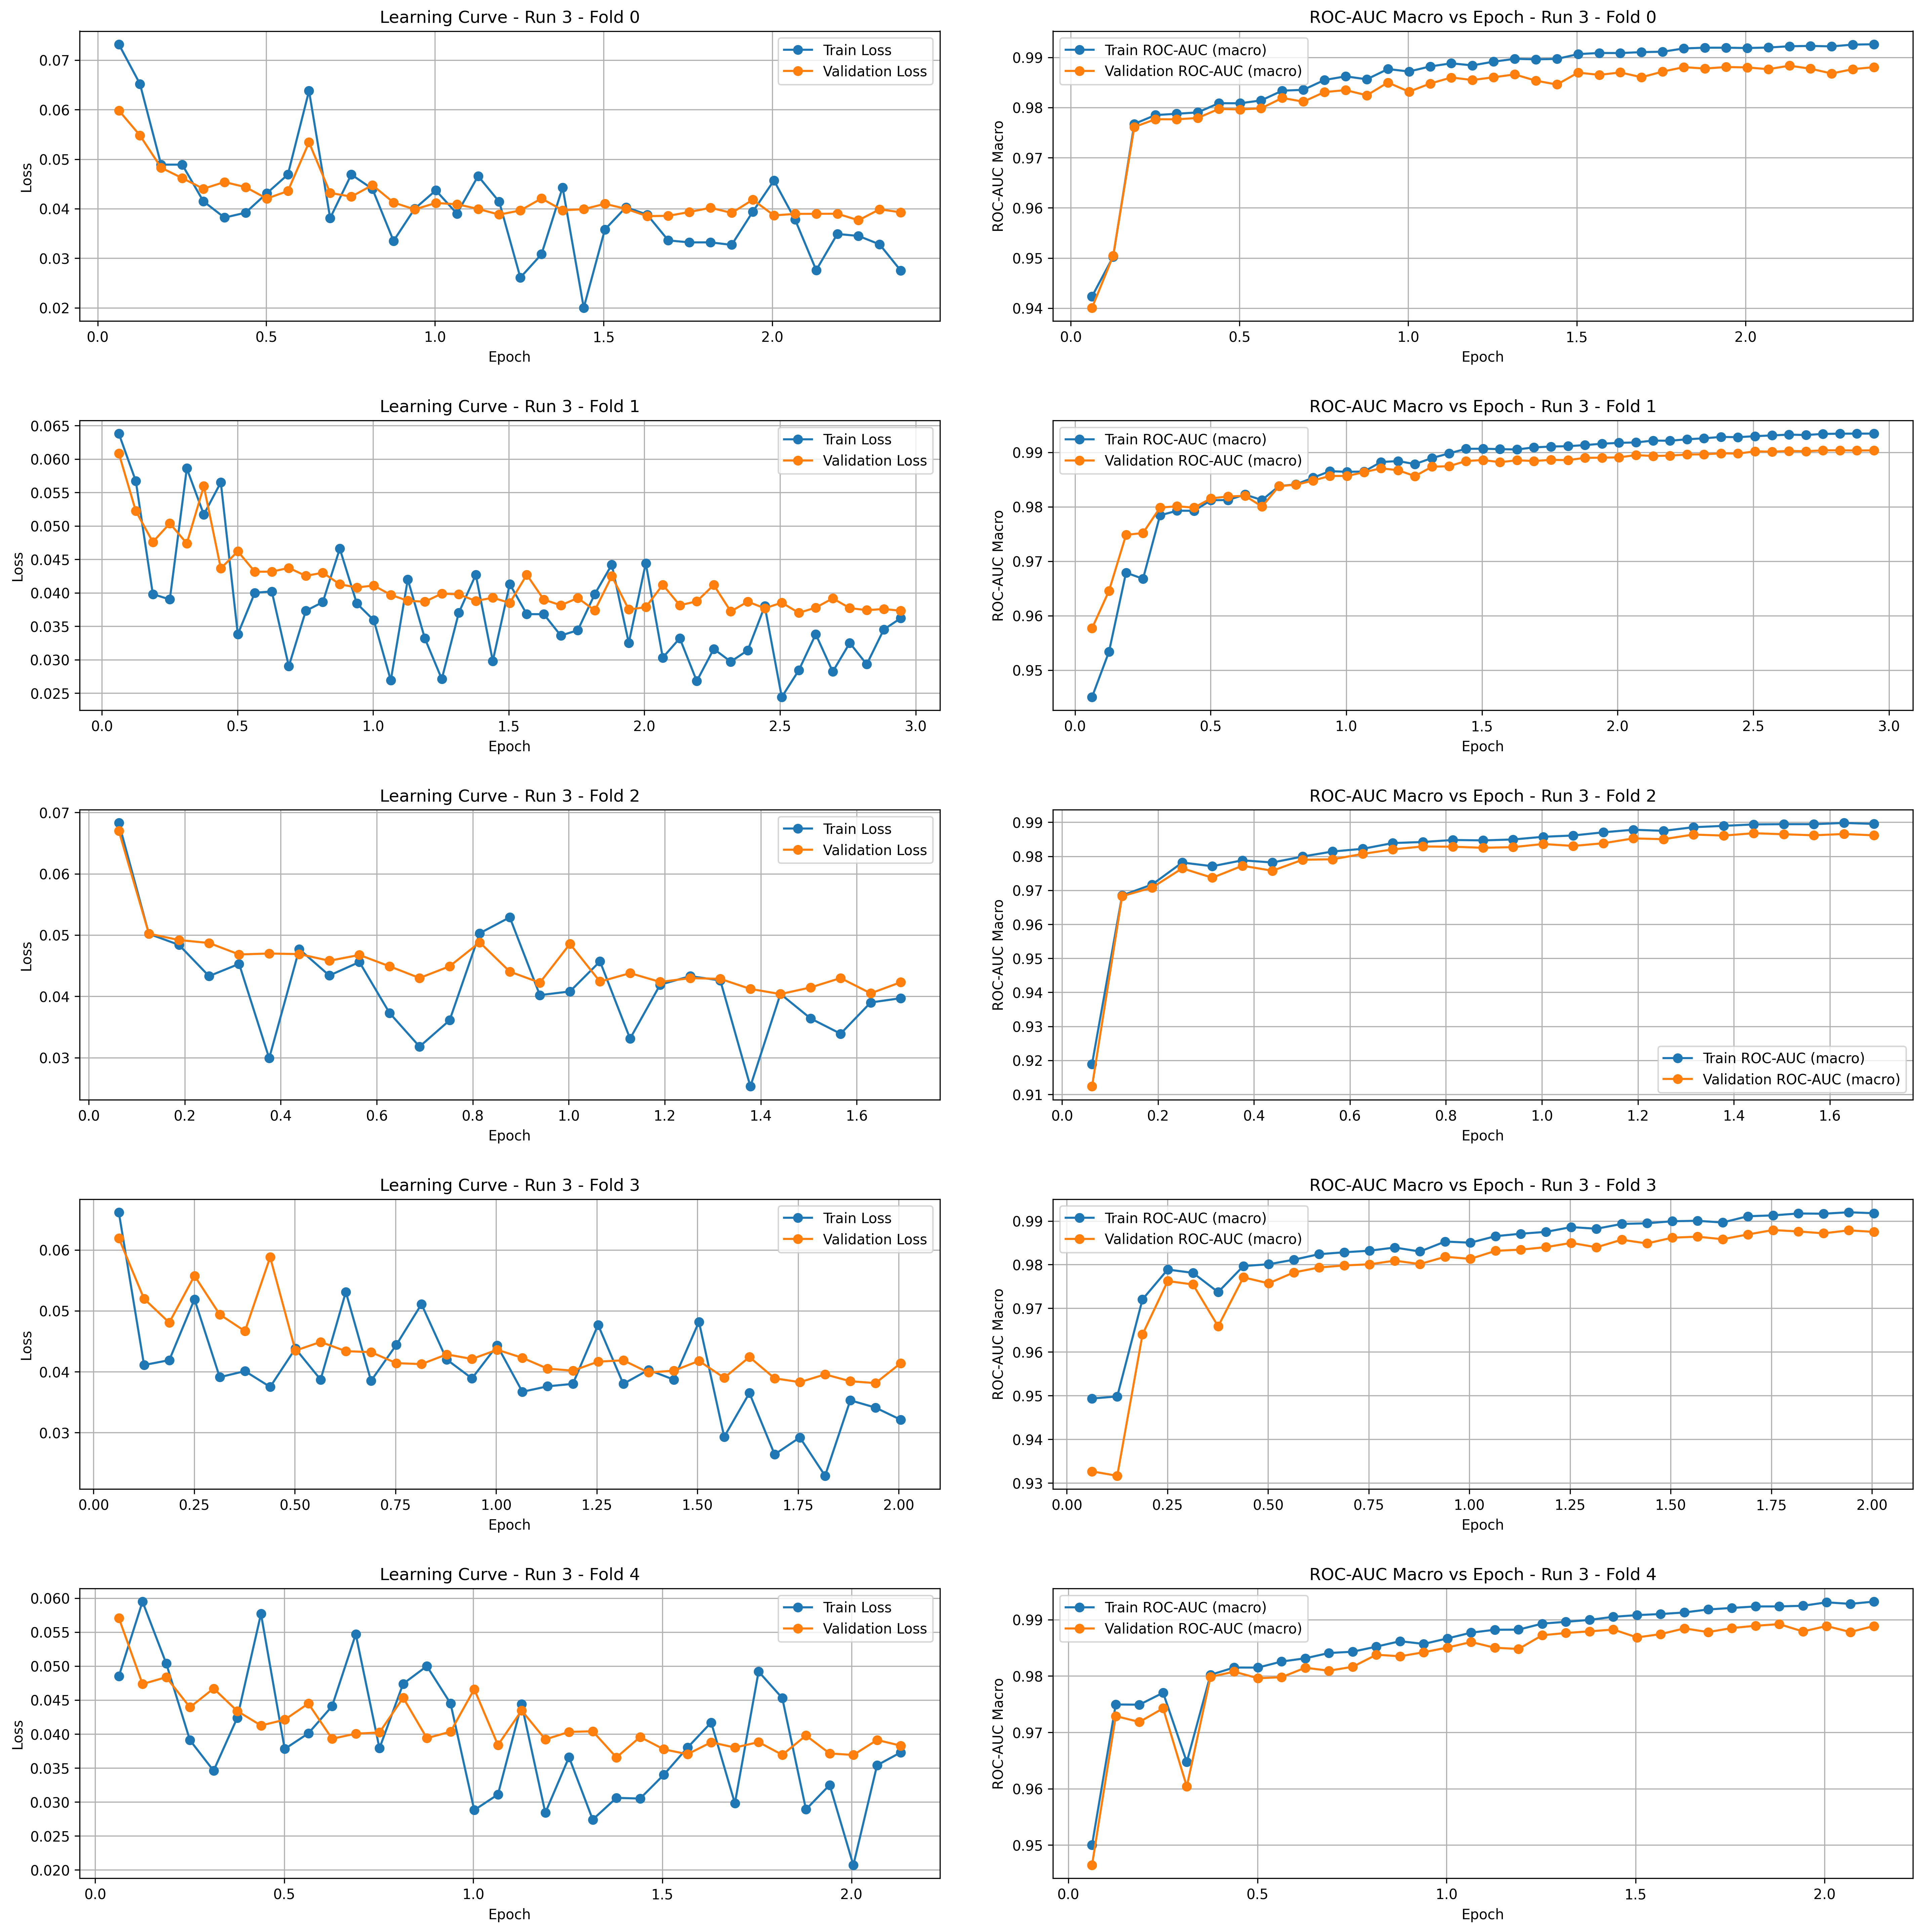 Learning Curve - Run 3 - Fold 0
Train Loss
Validation Loss
0.07
0.06
0.05
0.04
0.03
0.02
Loss
0.0 0.5 1.0 1.5 2.0
Epoch
ROC-AUC Macro vs Epoch - Run 3 - Fold 0
Train ROC-AUC (macro)
Validation ROC-AUC (macro)
0.99
0.98
0.97
0.96
0.95
0.94
ROC-AUC Macro
0.0 0.5 1.0 1.5 2.0
Epoch
Learning Curve - Run 3 - Fold 1
Train Loss
Validation Loss
0.065
0.060
0.055
0.050
0.045
0.040
0.035
0.030
0.025
Loss
0.0 0.5 1.0 1.5 2.0 2.5 3.0
Epoch
ROC-AUC Macro vs Epoch - Run 3 - Fold 1
Train ROC-AUC (macro)
Validation ROC-AUC (macro)
0.99
0.98
0.97
0.96
0.95
ROC-AUC Macro
0.0 0.5 1.0 1.5 2.0 2.5 3.0
Epoch
Learning Curve - Run 3 - Fold 2
Train Loss
Validation Loss
0.07
0.06
0.05
0.04
0.03
Loss
0.0 0.2 0.4 0.6 0.8 1.0 1.2 1.4 1.6
Epoch
ROC-AUC Macro vs Epoch - Run 3 - Fold 2
0.99
0.98
0.97
0.96
0.95
0.94
0.93
0.92
0.91
ROC-AUC Macro
Train ROC-AUC (macro)
Validation ROC-AUC (macro)
0.0 0.2 0.4 0.6 0.8 1.0 1.2 1.4 1.6
Epoch
Learning Curve - Run 3 - Fold 3
Train Loss
Validation Loss
0.06
0.05
0.04
0.03
Loss
0.00 0.25 0.50 0.75 1.00 1.25 1.50 1.75 2.00
Epoch
ROC-AUC Macro vs Epoch - Run 3 - Fold 3
Train ROC-AUC (macro)
Validation ROC-AUC (macro)
0.99
0.98
0.97
0.96
0.95
0.94
0.93
ROC-AUC Macro
0.00 0.25 0.50 0.75 1.00 1.25 1.50 1.75 2.00
Epoch
Learning Curve - Run 3 - Fold 4
Train Loss
Validation Loss
0.060
0.055
0.050
0.045
0.040
0.035
0.030
0.025
0.020
Loss
0.0 0.5 1.0 1.5 2.0
Epoch
ROC-AUC Macro vs Epoch - Run 3 - Fold 4
Train ROC-AUC (macro)
Validation ROC-AUC (macro)
0.99
0.98
0.97
0.96
0.95
ROC-AUC Macro
0.0 0.5 1.0 1.5 2.0
Epoch